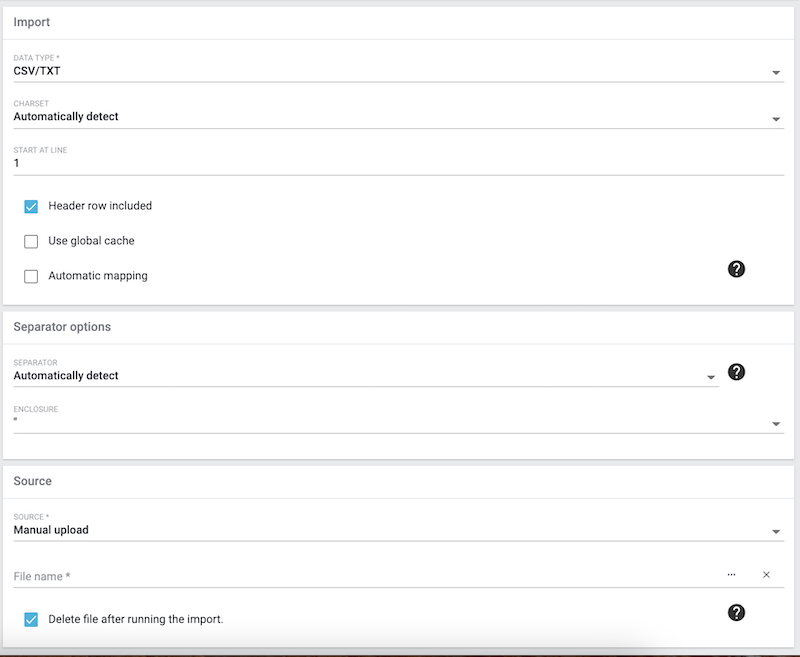 Import
DATA TYPE *
CSV/TXT
CHARSET
Automatically detect
START AT LINE
1
Header row included
Use global cache
Automatic mapping
?
Separator options
SEPARATOR
Automatically detect
?
ENCLOSURE
"
Source
SOURCE *
Manual upload
File name *
...
Delete file after running the import.
?